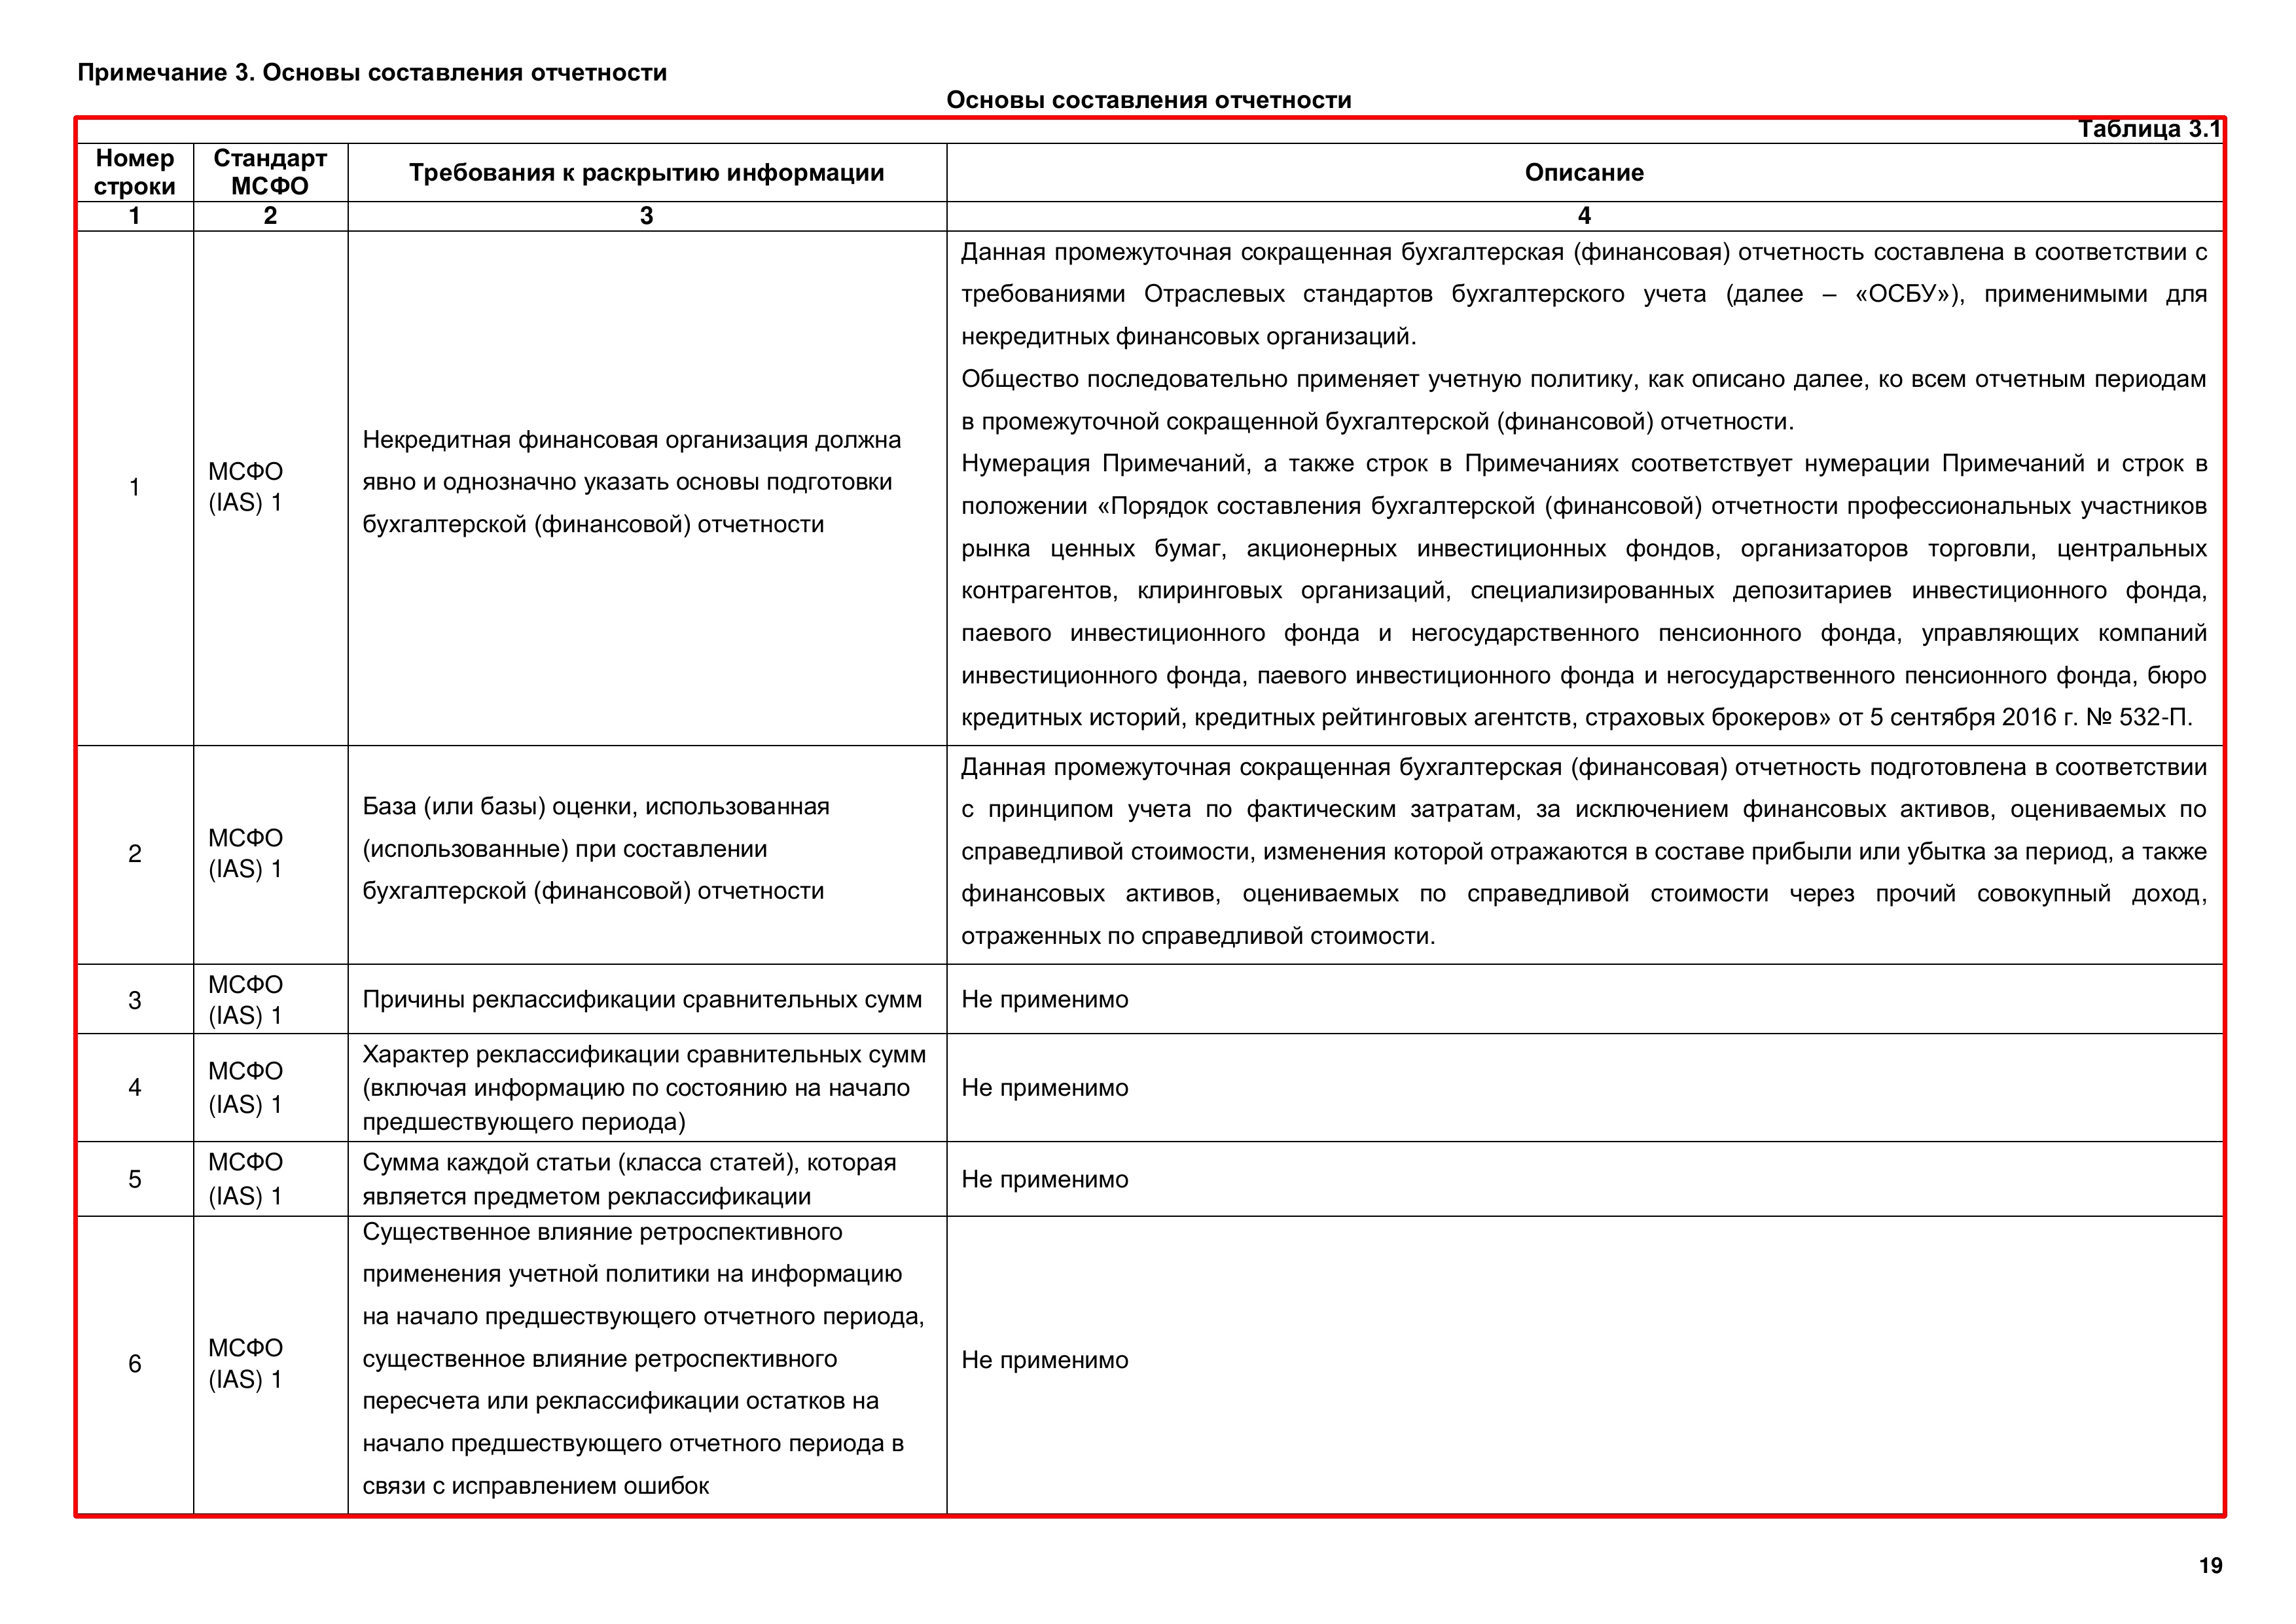 Примечание 3. Основы составления отчетности
Основы составления отчетности
Таблица 3.1
Номер строки
Стандарт МСФО
Требования к раскрытию информации
Описание
1
2
3
4
1
МСФО
(IAS) 1
Некредитная финансовая организация должна
явно и однозначно указать основы подготовки
бухгалтерской (финансовой) отчетности
Данная промежуточная сокращенная бухгалтерская (финансовая) отчетность составлена в соответствии с
требованиями Отраслевых стандартов бухгалтерского учета (далее – «ОСБУ»), применимыми для
некредитных финансовых организаций.
Общество последовательно применяет учетную политику, как описано далее, ко всем отчетным периодам
в промежуточной сокращенной бухгалтерской (финансовой) отчетности.
Нумерация Примечаний, а также строк в Примечаниях соответствует нумерации Примечаний и строк в
положении «Порядок составления бухгалтерской (финансовой) отчетности профессиональных участников
рынка ценных бумаг, акционерных инвестиционных фондов, организаторов торговли, центральных
контрагентов, клиринговых организаций, специализированных депозитариев инвестиционного фонда,
паевого инвестиционного фонда и негосударственного пенсионного фонда, управляющих компаний
инвестиционного фонда, паевого инвестиционного фонда и негосударственного пенсионного фонда, бюро
кредитных историй, кредитных рейтинговых агентств, страховых брокеров» от 5 сентября 2016 г. № 532-П.
2
МСФО
(IAS) 1
База (или базы) оценки, использованная
(использованные) при составлении
бухгалтерской (финансовой) отчетности
Данная промежуточная сокращенная бухгалтерская (финансовая) отчетность подготовлена в соответствии
с принципом учета по фактическим затратам, за исключением финансовых активов, оцениваемых по
справедливой стоимости, изменения которой отражаются в составе прибыли или убытка за период, а также
финансовых активов, оцениваемых по справедливой стоимости через прочий совокупный доход,
отраженных по справедливой стоимости.
3
МСФО
(IAS) 1
Причины реклассификации сравнительных сумм
Не применимо
4
МСФО
(IAS) 1
Характер реклассификации сравнительных сумм
(включая информацию по состоянию на начало
предшествующего периода)
Не применимо
5
МСФО
(IAS) 1
Сумма каждой статьи (класса статей), которая
является предметом реклассификации
Не применимо
6
МСФО
(IAS) 1
Существенное влияние ретроспективного
применения учетной политики на информацию
на начало предшествующего отчетного периода,
существенное влияние ретроспективного
пересчета или реклассификации остатков на
начало предшествующего отчетного периода в
связи с исправлением ошибок
Не применимо
19